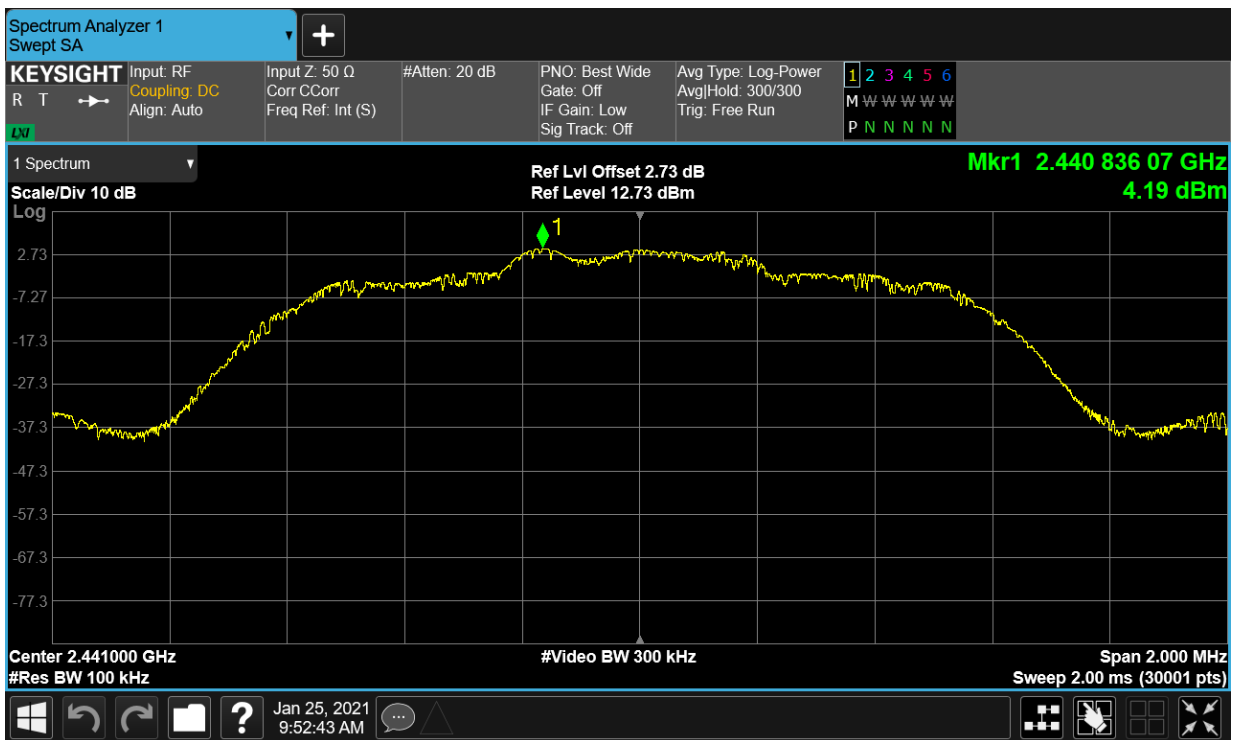 Spectrum Analyzer 1
Swept SA
KEYSIGHT
R T
LXI
Input: RF
Coupling: DC
Align: Auto
Input Z: 50 Ω
Corr CCorr
Freq Ref: Int (S)
#Atten: 20 dB
PNO: Best Wide
Gate: Off
IF Gain: Low
Sig Track: Off
Avg Type: Log-Power
Avg|Hold: 300/300
Trig: Free Run
1 2 3 4 5 6
M W W W W W
P N N N N N
1 Spectrum
Scale/Div 10 dB
Log
Ref Lvl Offset 2.73 dB
Ref Level 12.73 dBm
Mkr1 2.440 836 07 GHz
4.19 dBm
1
2.73
-7.27
-17.3
-27.3
-37.3
-47.3
-57.3
-67.3
-77.3
Center 2.441000 GHz
#Res BW 100 kHz
#Video BW 300 kHz
Span 2.000 MHz
Sweep 2.00 ms (30001 pts)
?
Jan 25, 2021
9:52:43 AM